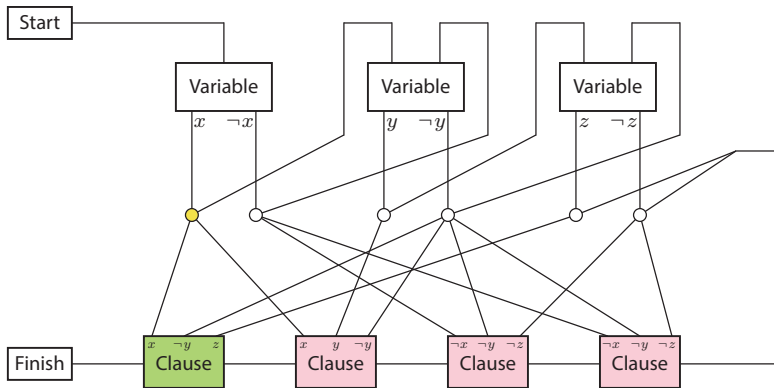 Start
Variable Variable Variable
x ¬x y ¬y z ¬z
x ¬y z x y ¬y ¬x ¬y ¬z ¬x ¬y ¬z
Finish Clause Clause Clause Clause